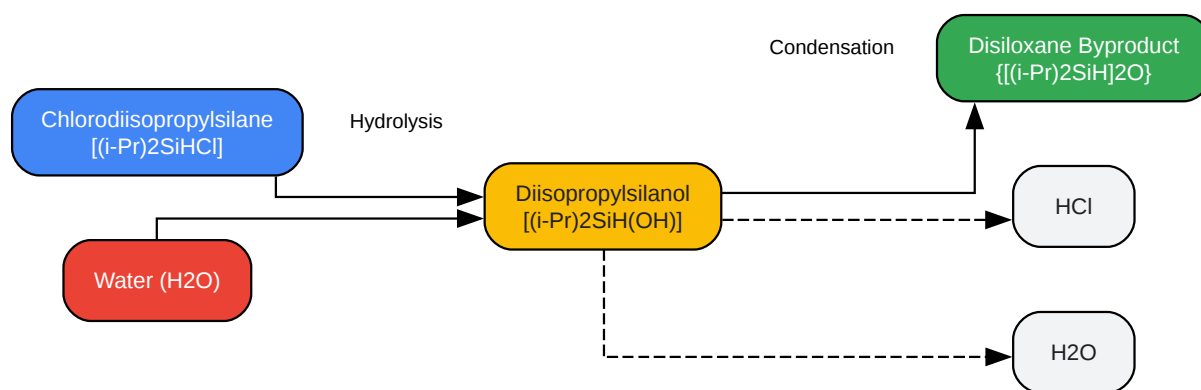 Condensation
Disiloxane Byproduct
{[(i-Pr)2SiH]2O}
Chlorodiisopropylsilane
[(i-Pr)2SiHCl]
Hydrolysis
Diisopropylsilanol
[(i-Pr)2SiH(OH)]
HCl
Water (H2O)
H2O